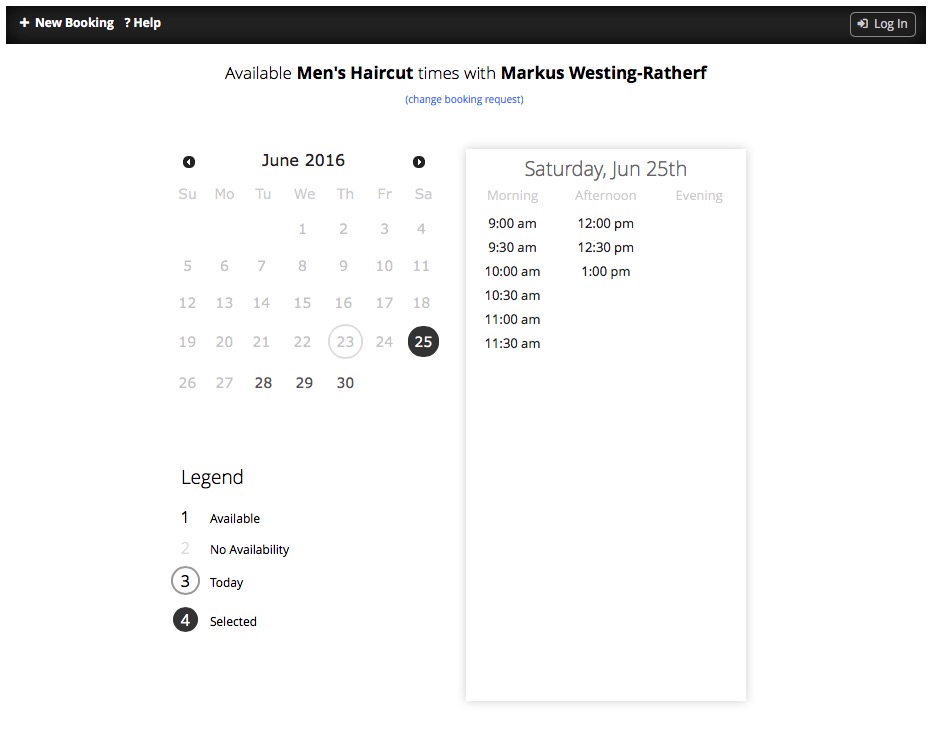 New Booking ? Help Log In
Available Men's Haircut times with Markus Westing-Ratherf
(change booking request)
June 2016
Su Mo Tu We Th Fr Sa
1 2 3 4
5 6 7 8 9 10 11
12 13 14 15 16 17 18
19 20 21 22 23 24 25
26 27 28 29 30
Legend
1 Available
2 No Availability
3 Today
4 Selected
Saturday, Jun 25th
Morning Afternoon Evening
9:00 am 12:00 pm
9:30 am 12:30 pm
10:00 am 1:00 pm
10:30 am
11:00 am
11:30 am